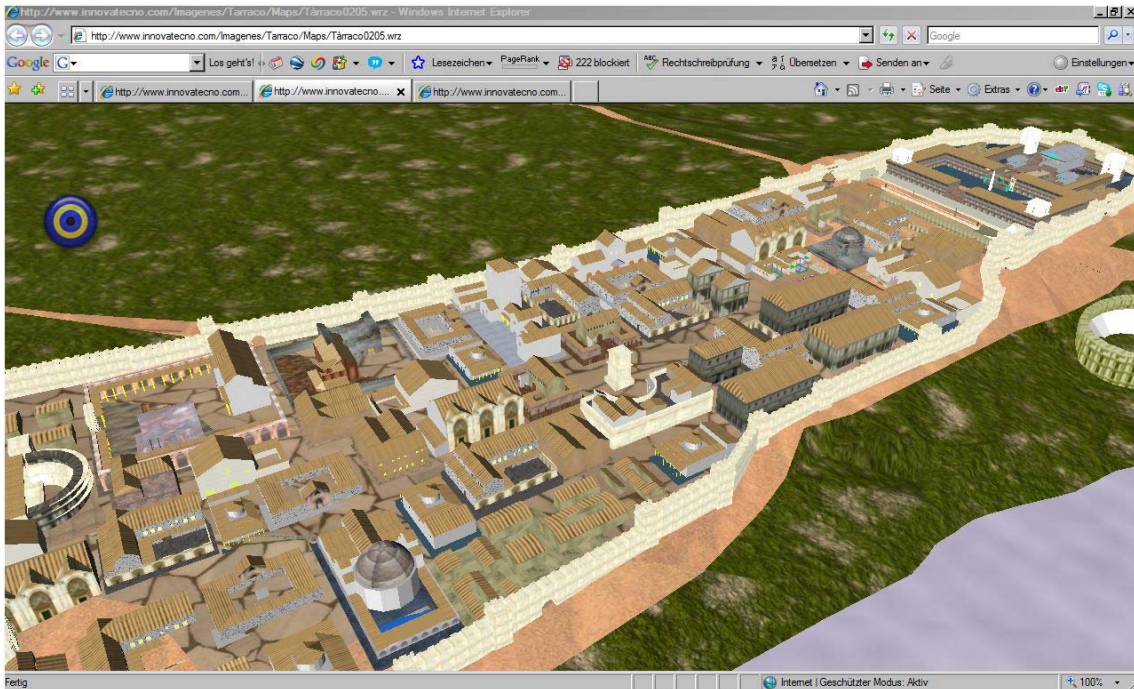 http://www.innovatecno.com/Imagenes/Tarraco/Maps/Tàrraco0205.wrz - Windows Internet Explorer
http://www.innovatecno.com/Imagenes/Tarraco/Maps/Tàrraco0205.wrz Google
Google G Los geht's! Lesezeichen PageRank 222 blockiert ABC Rechtschreibprüfung Übersetzen Senden an Einstellungen
http://www.innovatecno.com... http://www.innovatecno.... http://www.innovatecno.com... Seite Extras
Fertig Internet | Geschützter Modus: Aktiv 100%